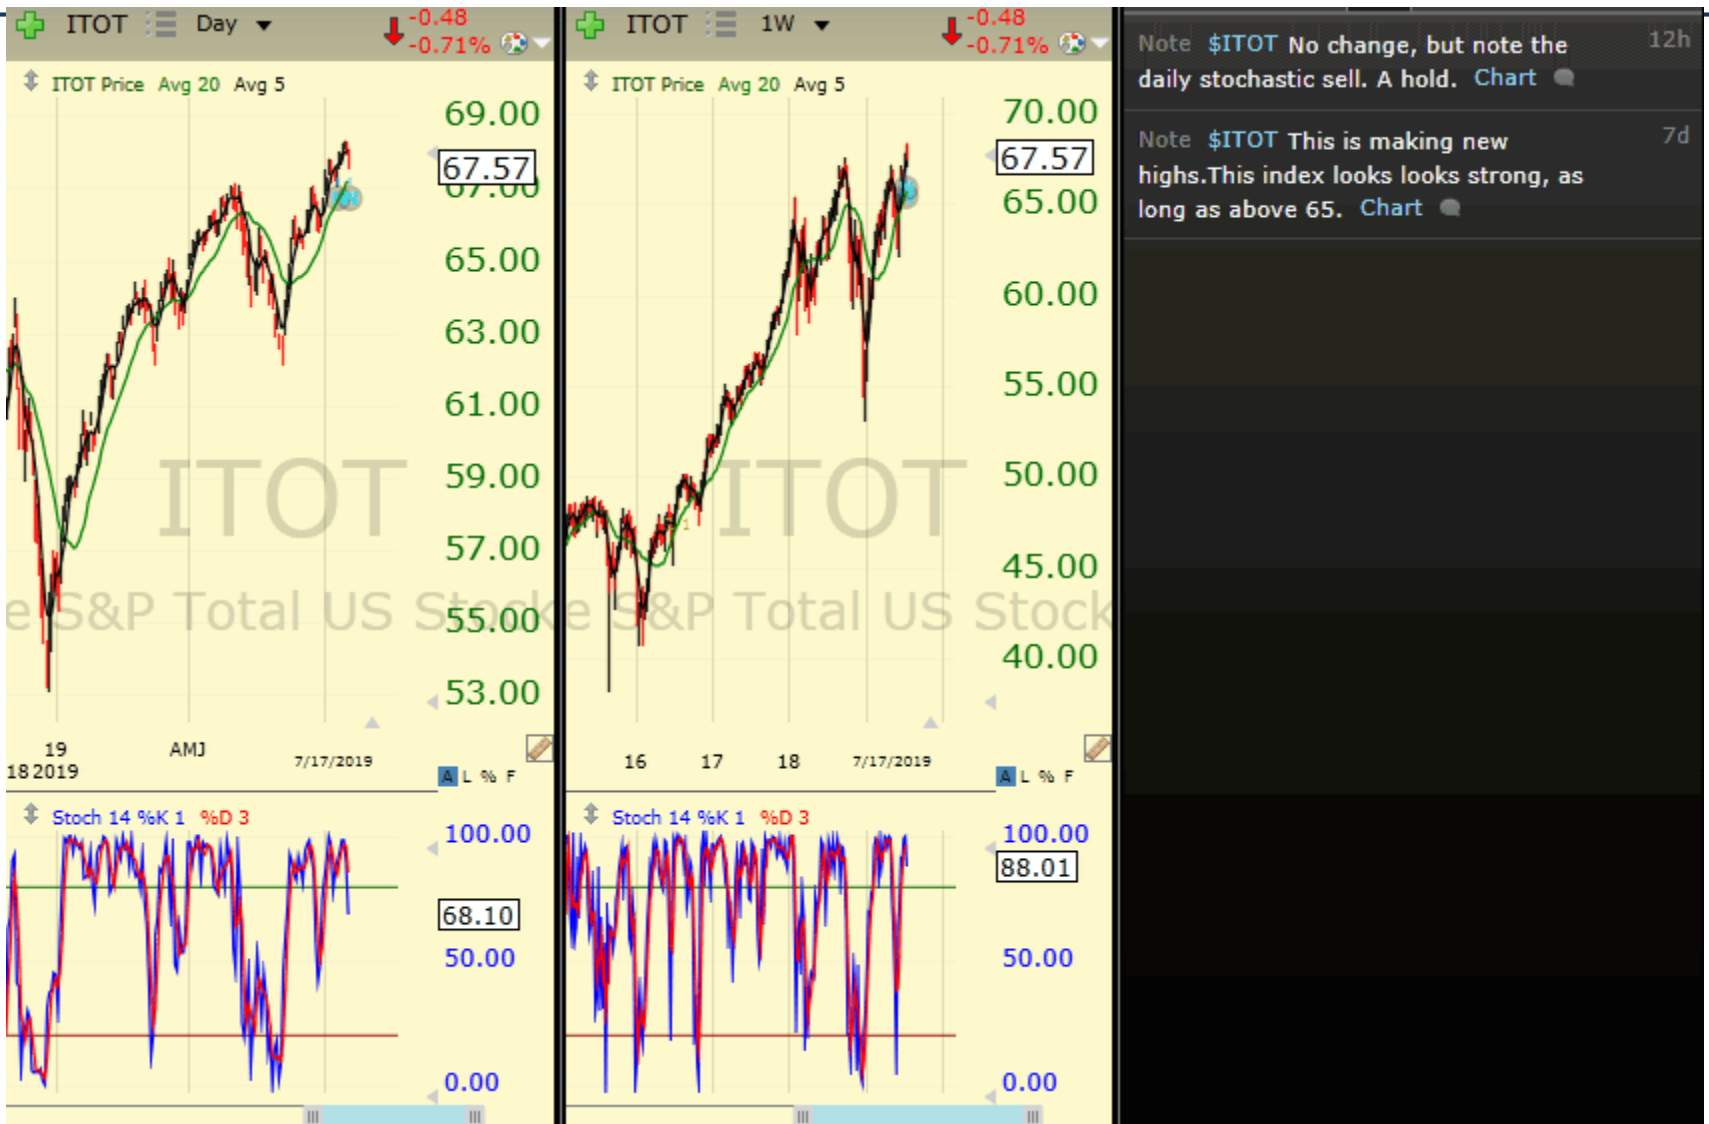 ITOT Day -0.48
-0.71%
ITOT Price Avg 20 Avg 5
69.00
67.57
67.00
65.00
63.00
61.00
59.00
57.00
55.00
53.00
ITOT
e S&P Total US Stock
19 AMJ 7/17/2019
18 2019
A L % F
Stoch 14 %K 1 %D 3
100.00
68.10
50.00
0.00
ITOT 1W -0.48
-0.71%
ITOT Price Avg 20 Avg 5
70.00
67.57
65.00
60.00
55.00
50.00
45.00
40.00
ITOT
e S&P Total US Stock
16 17 18 7/17/2019
A L % F
Stoch 14 %K 1 %D 3
100.00
88.01
50.00
0.00
Note $ITOT No change, but note the 12h
daily stochastic sell. A hold. Chart
Note $ITOT This is making new 7d
highs.This index looks looks strong, as
long as above 65. Chart